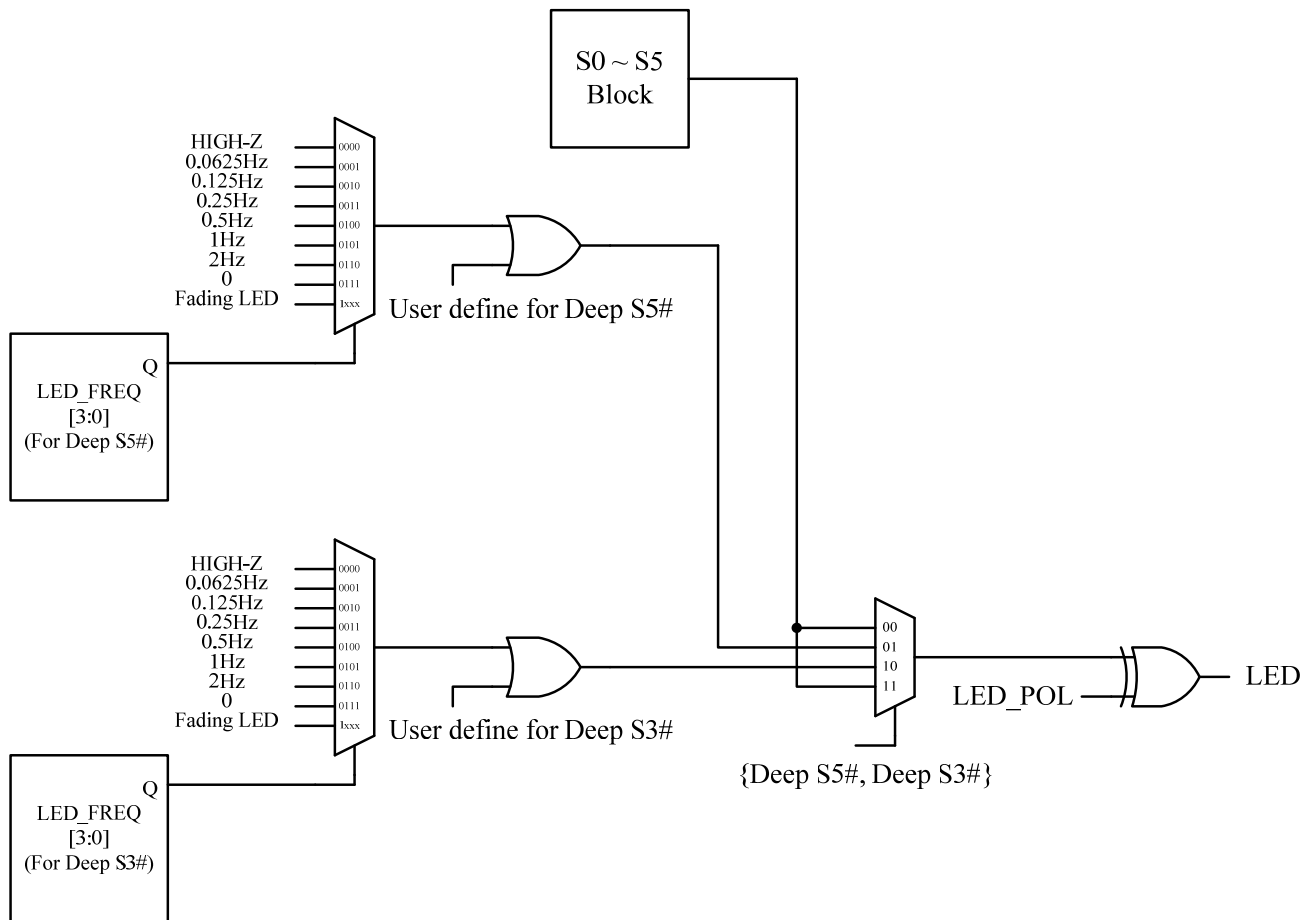 S0 ~ S5
Block
HIGH-Z
0.0625Hz
0.125Hz
0.25Hz
0.5Hz
1Hz
2Hz
0
Fading LED
0000
0001
0010
0011
0100
0101
0110
0111
1xxx
User define for Deep S5#
Q
LED_FREQ
[3:0]
(For Deep S5#)
HIGH-Z
0.0625Hz
0.125Hz
0.25Hz
0.5Hz
1Hz
2Hz
0
Fading LED
0000
0001
0010
0011
0100
0101
0110
0111
1xxx
User define for Deep S3#
Q
LED_FREQ
[3:0]
(For Deep S3#)
00
01
10
11
{Deep S5#, Deep S3#}
LED_POL
LED